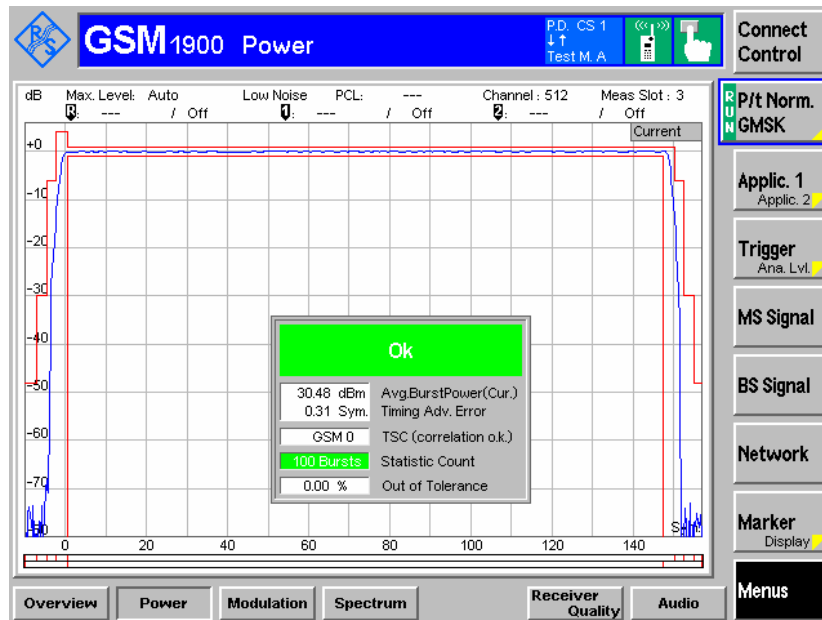 R&S
GSM 1900 Power
P.D. CS 1
Test M. A
Connect Control
dB Max. Level: Auto Low Noise PCL: --- Channel : 512 Meas Slot : 3
R: --- / Off 1: --- / Off 2: --- / Off
Current
RUN
P/t Norm.
GMSK
Applic. 1
Applic. 2
Trigger
Ana. Lvl.
MS Signal
BS Signal
Network
Marker
Display
Menus
+0
-10
-20
-30
-40
-50
-60
-70
-80
Ok
30.48 dBm Avg.BurstPower(Cur.)
0.31 Sym. Timing Adv. Error
GSM 0 TSC (correlation o.k.)
100 Bursts Statistic Count
0.00 % Out of Tolerance
0 20 40 60 80 100 120 140
Overview Power Modulation Spectrum Receiver Quality Audio